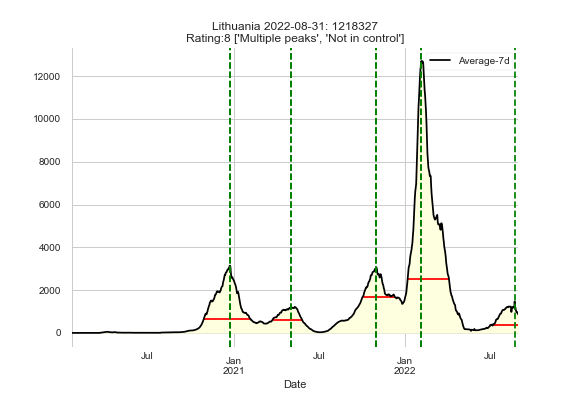 Lithuania 2022-08-31: 1218327
Rating:8 ['Multiple peaks', 'Not in control']
Average-7d
12000
10000
8000
6000
4000
2000
0
Jul
Jan
2021
Jul
Jan
2022
Jul
Date